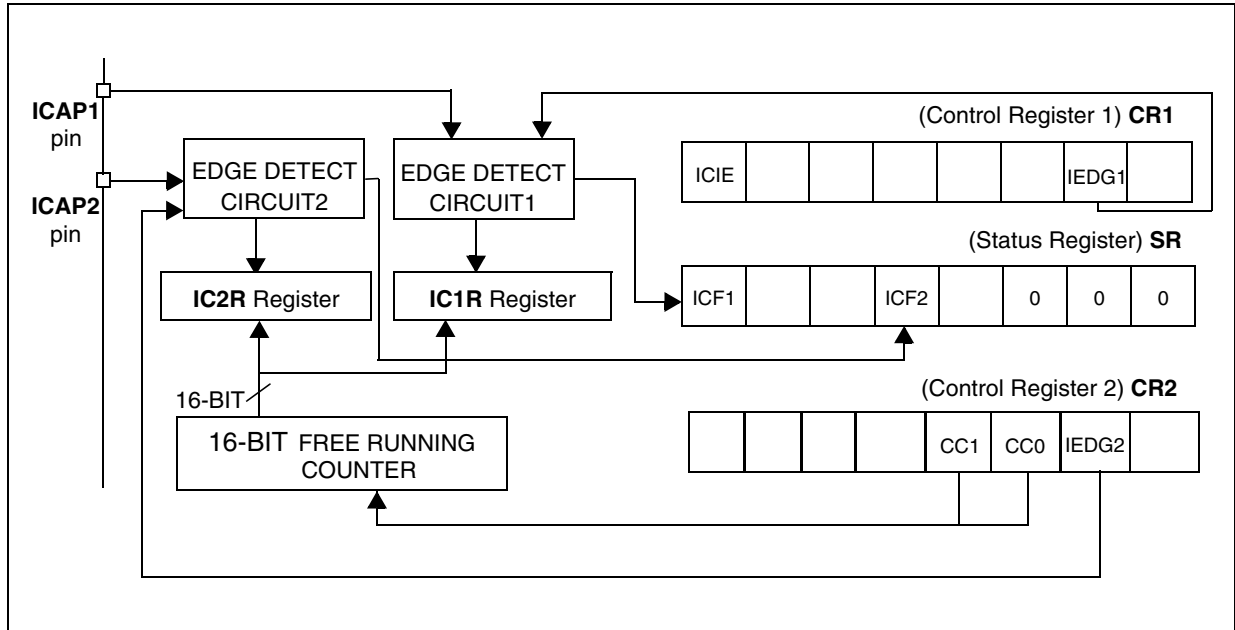 ICAP1
pin
ICAP2
pin
EDGE DETECT
CIRCUIT2
EDGE DETECT
CIRCUIT1
IC2R Register
IC1R Register
16-BIT
16-BIT FREE RUNNING
COUNTER
(Control Register 1) CR1
ICIE IEDG1
(Status Register) SR
ICF1 ICF2 0 0 0
(Control Register 2) CR2
CC1 CC0 IEDG2